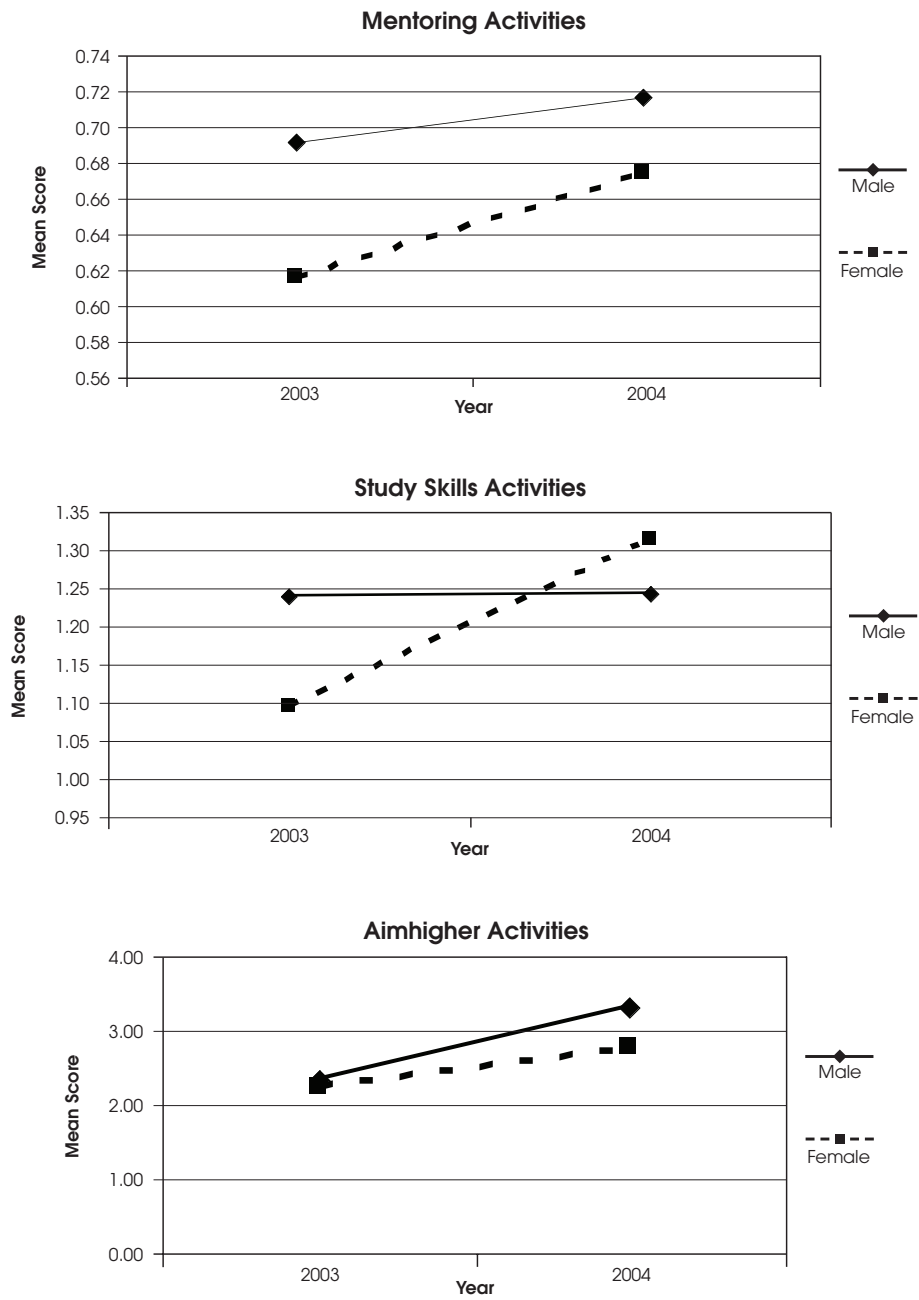 Mentoring Activities
0.74
0.72
0.70
0.68
0.66
0.64
0.62
0.60
0.58
0.56
Mean Score
2003
2004
Year
Male
Female
Study Skills Activities
1.35
1.30
1.25
1.20
1.15
1.10
1.05
1.00
0.95
Mean Score
2003
2004
Year
Male
Female
Aimhigher Activities
4.00
3.00
2.00
1.00
0.00
Mean Score
2003
2004
Year
Male
Female